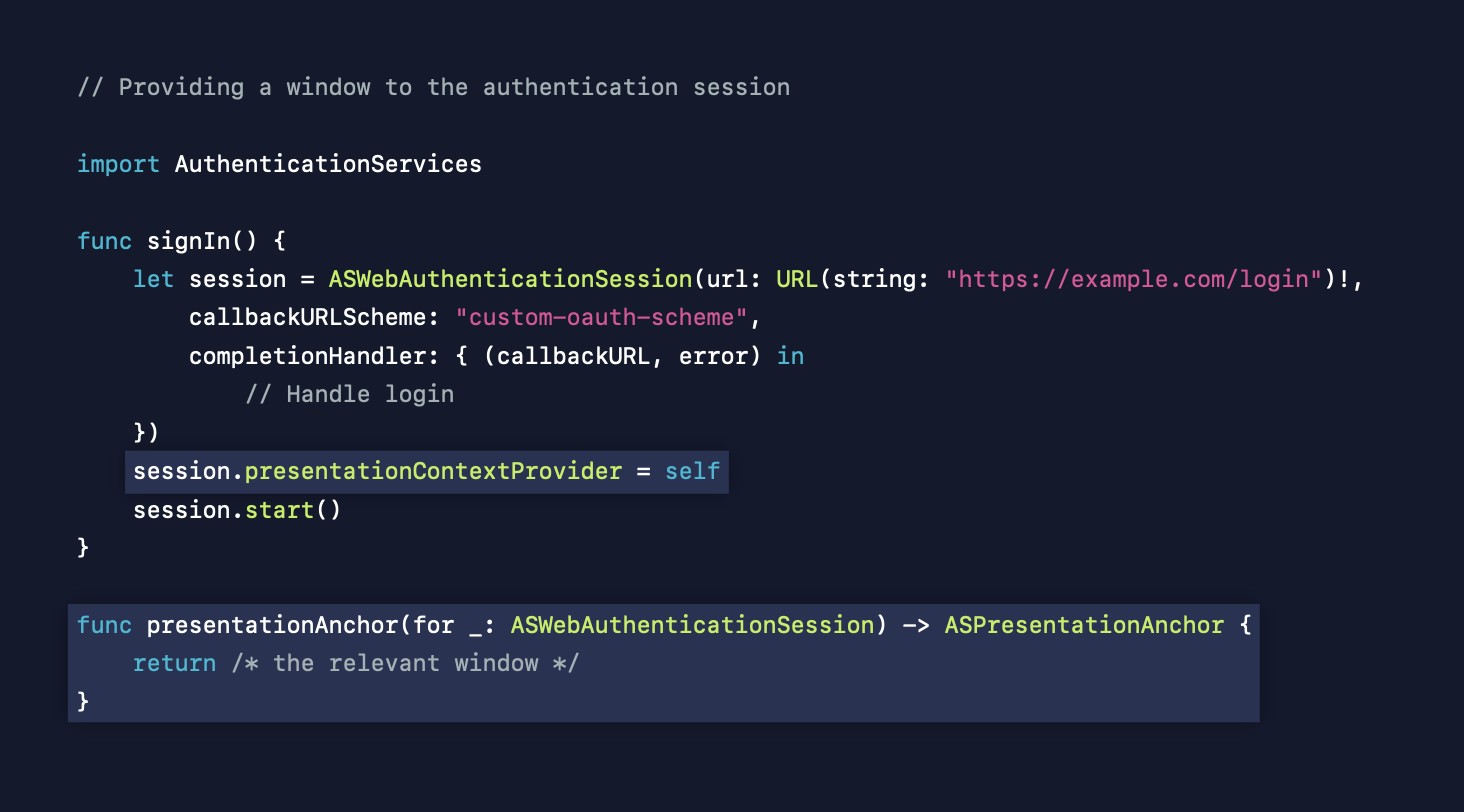 // Providing a window to the authentication session
import AuthenticationServices
func signIn() {
    let session = ASWebAuthenticationSession(url: URL(string: "https://example.com/login")!,
        callbackURLScheme: "custom-oauth-scheme",
        completionHandler: { (callbackURL, error) in
            // Handle login
    })
    session.presentationContextProvider = self
    session.start()
}
func presentationAnchor(for _: ASWebAuthenticationSession) -> ASPresentationAnchor {
    return /* the relevant window */
}